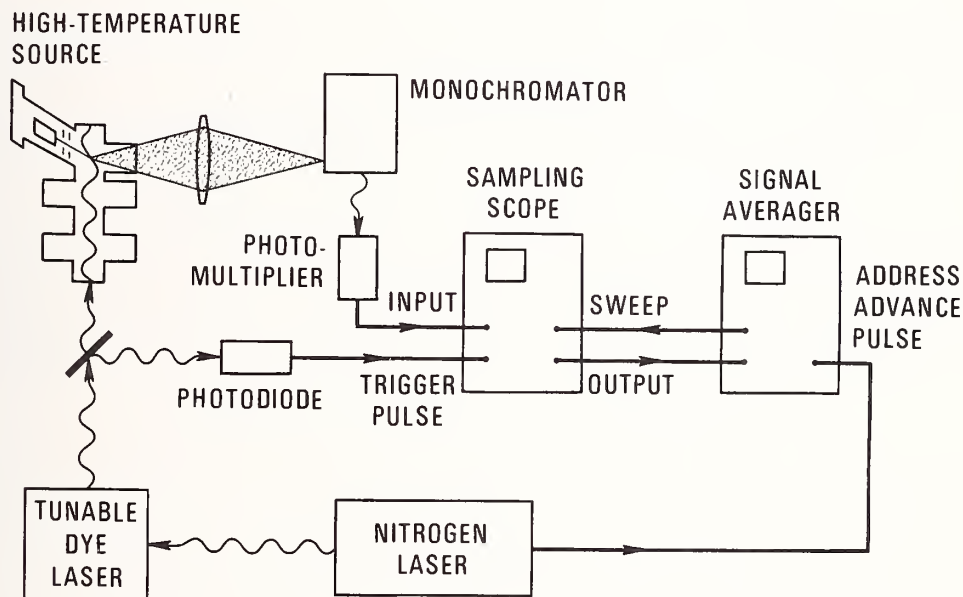 HIGH-TEMPERATURE
SOURCE
MONOCHROMATOR
SAMPLING
SCOPE
SIGNAL
AVERAGER
PHOTO-
MULTIPLIER
INPUT
SWEEP
ADDRESS
ADVANCE
PULSE
PHOTODIODE
TRIGGER
PULSE
OUTPUT
TUNABLE
DYE
LASER
NITROGEN
LASER